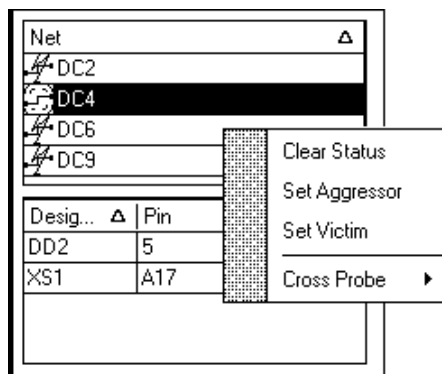 Net
DC2
DC4
DC6
DC9
Clear Status
Set Aggressor
Set Victim
Cross Probe
Desig... Pin
DD2 5
XS1 A17